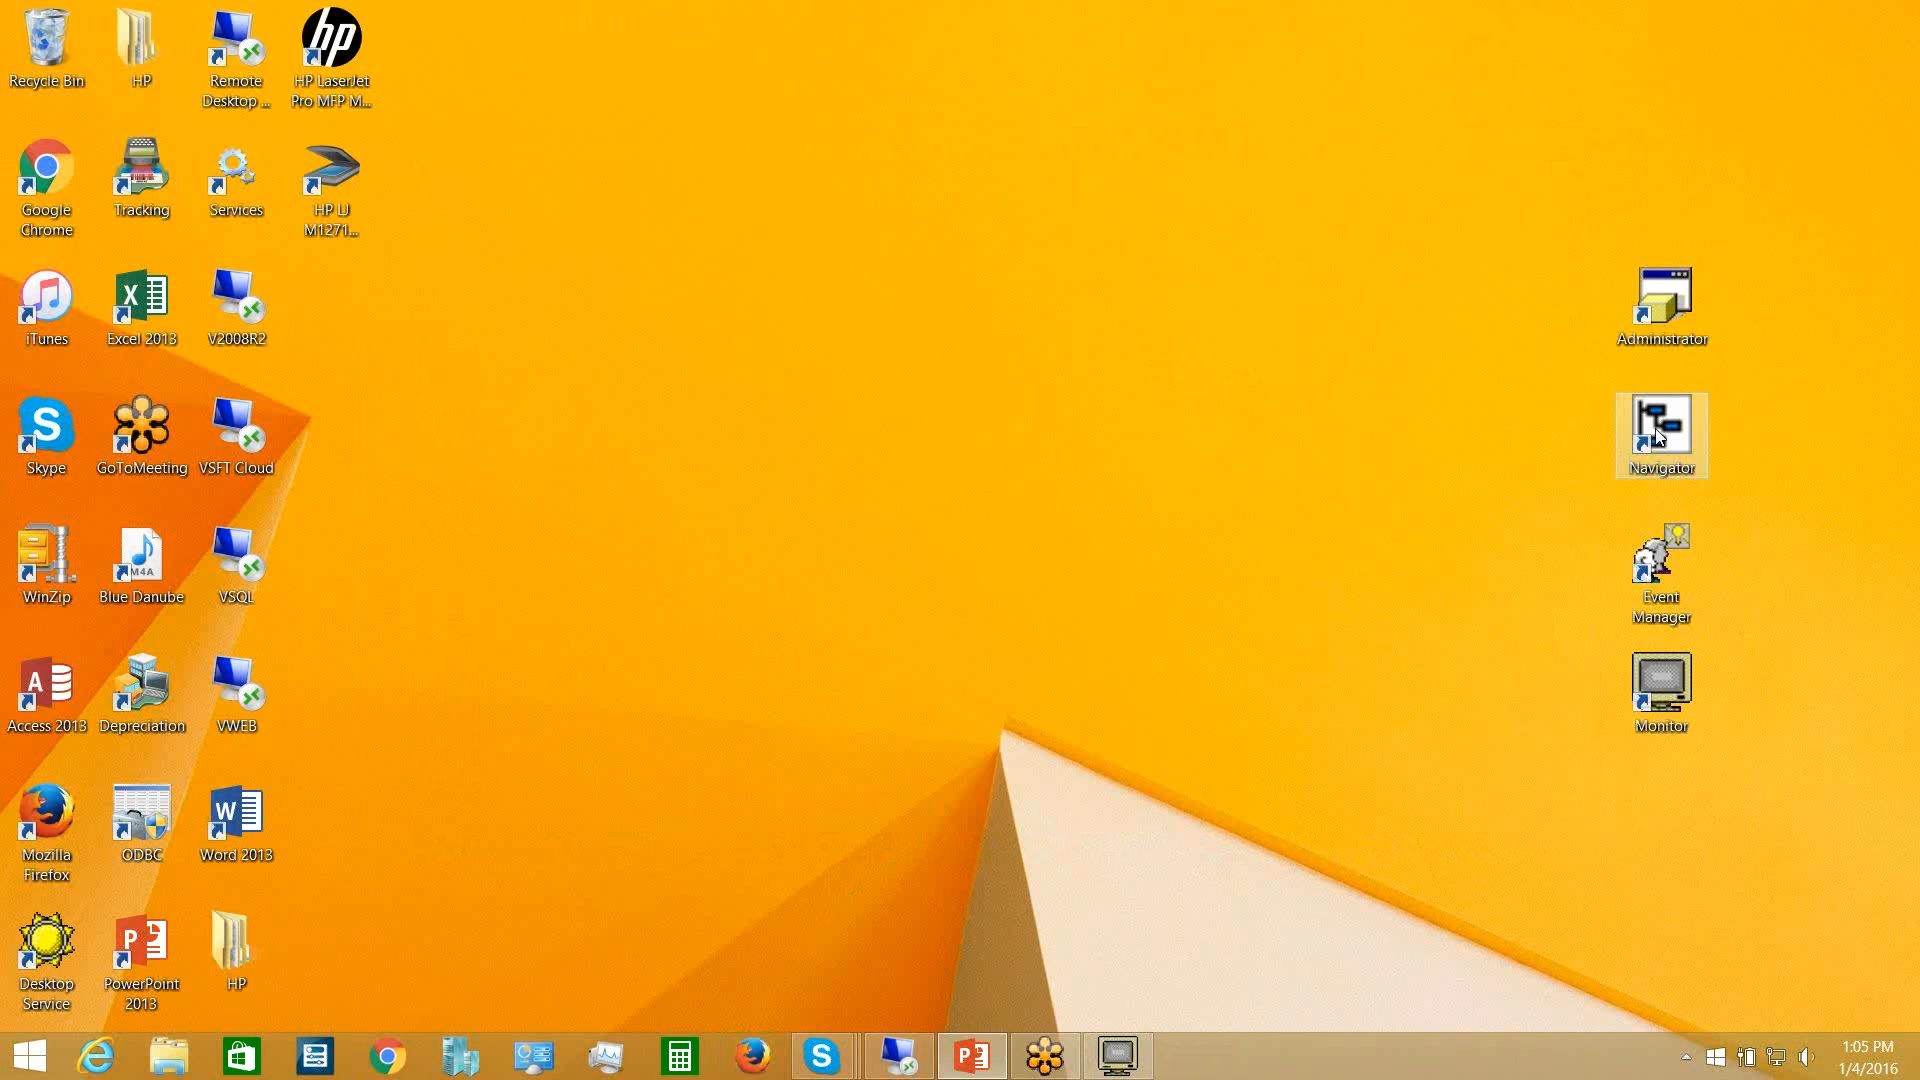 Recycle Bin
HP
Remote
Desktop ...
hp
HP LaserJet
Pro MFP M...
Google
Chrome
Tracking
Services
HP LJ
M1271...
iTunes
Excel 2013
V2008R2
Administrator
Skype
GoToMeeting
VSFT Cloud
Navigator
WinZip
M4A
Blue Danube
VSQL
Event
Manager
Access 2013
Depreciation
VWEB
Monitor
Mozilla
Firefox
ODBC
Word 2013
Desktop
Service
PowerPoint
2013
HP
1:05 PM
1/4/2016